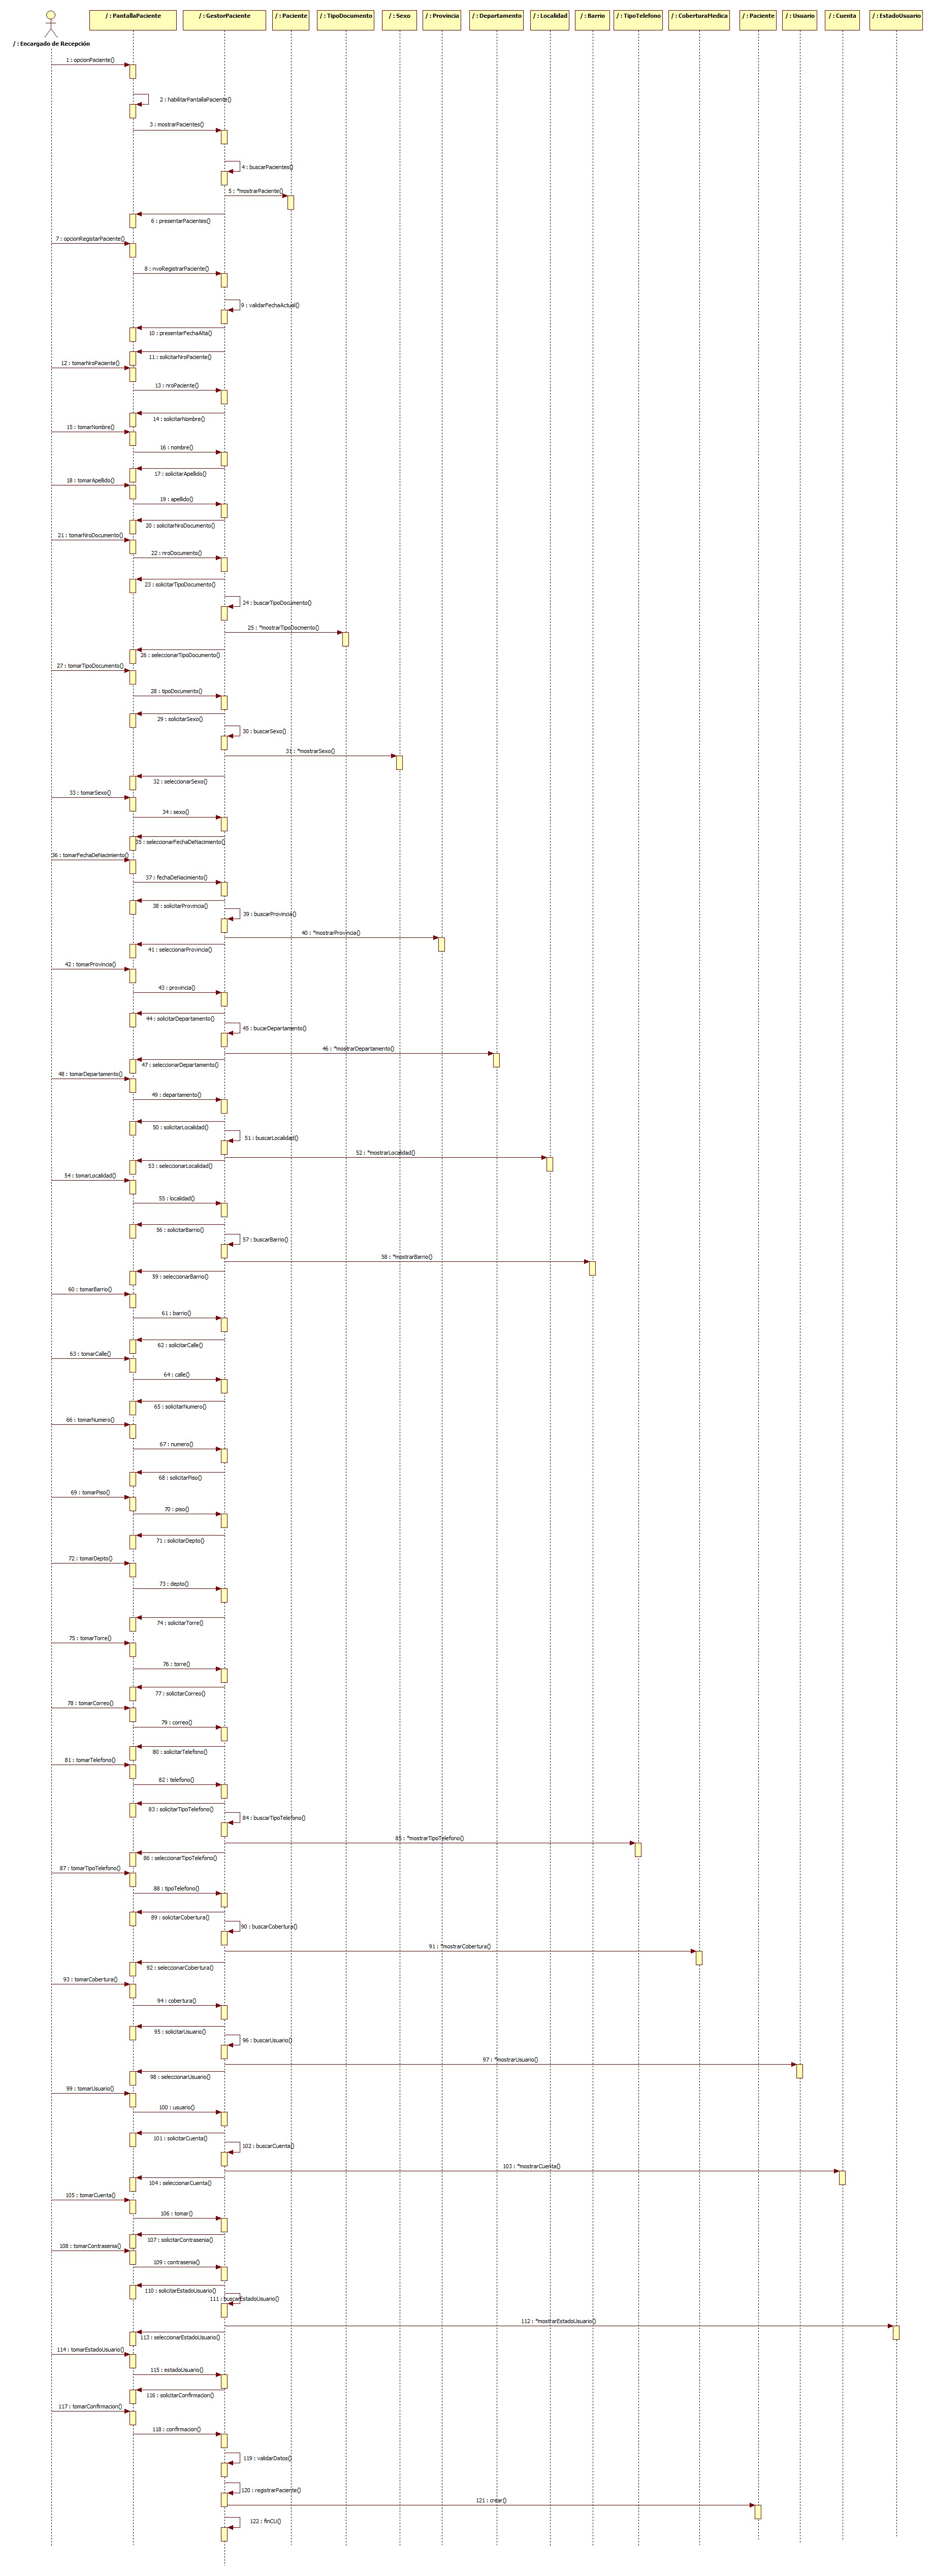 / : PantallaPaciente
/ : GestorPaciente
/ : Paciente
/ : TipoDocumento
/ : Sexo
/ : Provincia
/ : Departamento
/ : Localidad
/ : Barrio
/ : TipoTelefono
/ : CoberturaMedica
/ : Paciente
/ : Usuario
/ : Cuenta
/ : EstadoUsuario
/ : Encargado de Recepción
1 : opcionPaciente()
2 : habilitarPantallaPaciente()
3 : mostrarPacientes()
4 : buscarPacientes()
5 : *mostrarPaciente()
6 : presentarPacientes()
7 : opcionRegistarPaciente()
8 : nvoRegistrarPaciente()
9 : validarFechaActual()
10 : presentarFechaAlta()
11 : solicitarNroPaciente()
12 : tomarNroPaciente()
13 : nroPaciente()
14 : solicitarNombre()
15 : tomarNombre()
16 : nombre()
17 : solicitarApellido()
18 : tomarApellido()
19 : apellido()
20 : solicitarNroDocumento()
21 : tomarNroDocumento()
22 : nroDocumento()
23 : solicitarTipoDocumento()
24 : buscarTipoDocumento()
25 : *mostrarTipoDocmento()
26 : seleccionarTipoDocumento()
27 : tomarTipoDocumento()
28 : tipoDocumento()
29 : solicitarSexo()
30 : buscarSexo()
31 : *mostrarSexo()
32 : seleccionarSexo()
33 : tomarSexo()
34 : sexo()
35 : seleccionarFechaDeNacimiento()
36 : tomarFechaDeNacimiento()
37 : fechaDeNacimiento()
38 : solicitarProvincia()
39 : buscarProvincia()
40 : *mostrarProvincia()
41 : seleccionarProvincia()
42 : tomarProvincia()
43 : provincia()
44 : solicitarDepartamento()
45 : bucarDepartamento()
46 : *mostrarDepartamento()
47 : seleccionarDepartamento()
48 : tomarDepartamento()
49 : departamento()
50 : solicitarLocalidad()
51 : buscarLocalidad()
52 : *mostrarLocalidad()
53 : seleccionarLocalidad()
54 : tomarLocalidad()
55 : localidad()
56 : solicitarBarrio()
57 : buscarBarrio()
58 : *mostrarBarrio()
59 : seleccionarBarrio()
60 : tomarBarrio()
61 : barrio()
62 : solicitarCalle()
63 : tomarCalle()
64 : calle()
65 : solicitarNumero()
66 : tomarNumero()
67 : numero()
68 : solicitarPiso()
69 : tomarPiso()
70 : piso()
71 : solicitarDepto()
72 : tomarDepto()
73 : depto()
74 : solicitarTorre()
75 : tomarTorre()
76 : torre()
77 : solicitarCorreo()
78 : tomarCorreo()
79 : correo()
80 : solicitarTelefono()
81 : tomarTelefono()
82 : telefono()
83 : solicitarTipoTelefono()
84 : buscarTipoTelefono()
85 : *mostrarTipoTelefono()
86 : seleccionarTipoTelefono()
87 : tomarTipoTelefono()
88 : tipoTelefono()
89 : solicitarCobertura()
90 : buscarCobertura()
91 : *mostrarCobertura()
92 : seleccionarCobertura()
93 : tomarCobertura()
94 : cobertura()
95 : solicitarUsuario()
96 : buscarUsuario()
97 : *mostrarUsuario()
98 : seleccionarUsuario()
99 : tomarUsuario()
100 : usuario()
101 : solicitarCuenta()
102 : buscarCuenta()
103 : *mostrarCuenta()
104 : seleccionarCuenta()
105 : tomarCuenta()
106 : tomar()
107 : solicitarContrasenia()
108 : tomarContrasenia()
109 : contrasenia()
110 : solicitarEstadoUsuario()
111 : buscarEstadoUsuario()
112 : *mostrarEstadoUsuario()
113 : seleccionarEstadoUsuario()
114 : tomarEstadoUsuario()
115 : estadoUsuario()
116 : solicitarConfirmacion()
117 : tomarConfirmacion()
118 : confirmacion()
119 : validarDatos()
120 : registrarPaciente()
121 : crear()
122 : finCU()